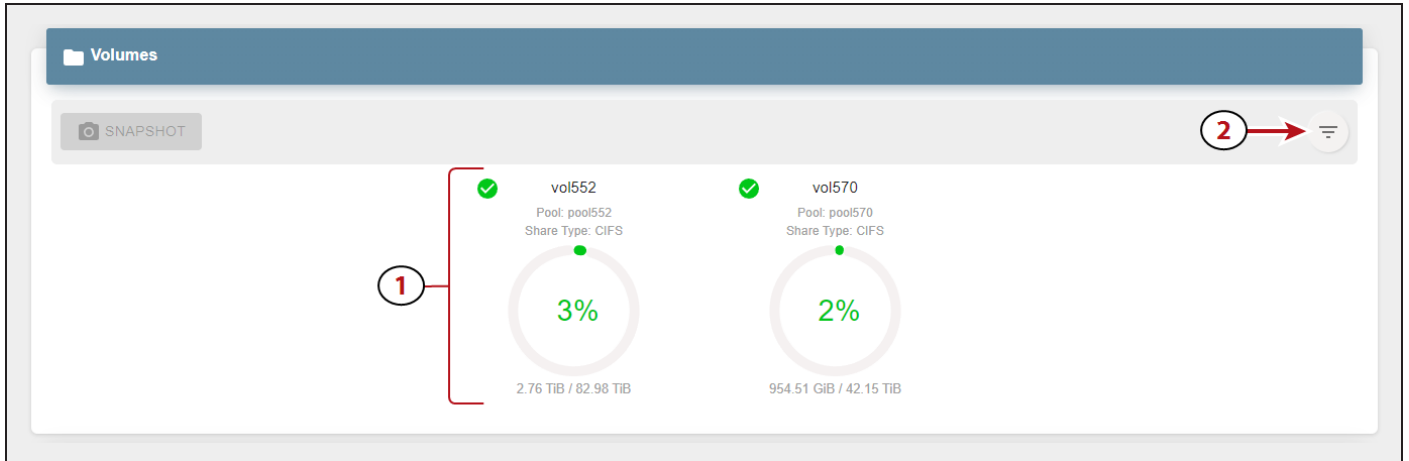 Volumes
SNAPSHOT
2
vol552
vol570
Pool: pool552
Pool: pool570
Share Type: CIFS
Share Type: CIFS
1
3%
2%
2.76 TiB / 82.98 TiB
954.51 GiB / 42.15 TiB